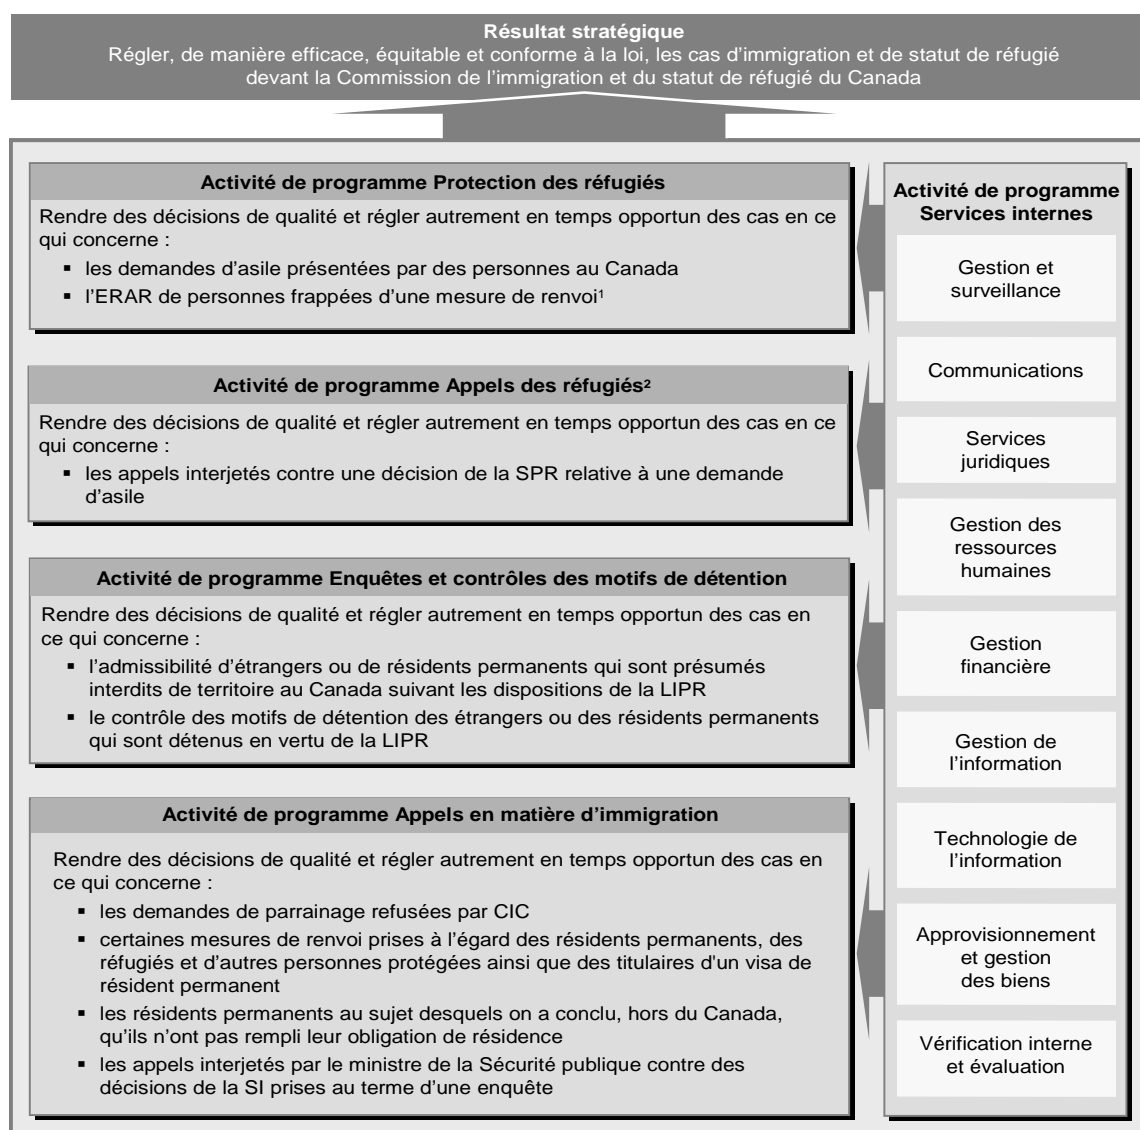 Résultat stratégique
Régler, de manière efficace, équitable et conforme à la loi, les cas d'immigration et de statut de réfugié
devant la Commission de l'immigration et du statut de réfugié du Canada
Activité de programme Protection des réfugiés
Rendre des décisions de qualité et régler autrement en temps opportun des cas en ce
qui concerne :
▪ les demandes d'asile présentées par des personnes au Canada
▪ l'ERAR de personnes frappées d'une mesure de renvoi¹
Activité de programme Appels des réfugiés²
Rendre des décisions de qualité et régler autrement en temps opportun des cas en ce
qui concerne :
▪ les appels interjetés contre une décision de la SPR relative à une demande
d'asile
Activité de programme Enquêtes et contrôles des motifs de détention
Rendre des décisions de qualité et régler autrement en temps opportun des cas en
ce qui concerne :
▪ l'admissibilité d'étrangers ou de résidents permanents qui sont présumés
interdits de territoire au Canada suivant les dispositions de la LIPR
▪ le contrôle des motifs de détention des étrangers ou des résidents permanents
qui sont détenus en vertu de la LIPR
Activité de programme Appels en matière d'immigration
Rendre des décisions de qualité et régler autrement en temps opportun des cas en
ce qui concerne :
▪ les demandes de parrainage refusées par CIC
▪ certaines mesures de renvoi prises à l'égard des résidents permanents, des
réfugiés et d'autres personnes protégées ainsi que des titulaires d'un visa de
résident permanent
▪ les résidents permanents au sujet desquels on a conclu, hors du Canada,
qu'ils n'ont pas rempli leur obligation de résidence
▪ les appels interjetés par le ministre de la Sécurité publique contre des
décisions de la SI prises au terme d'une enquête
Activité de programme
Services internes
Gestion et
surveillance
Communications
Services
juridiques
Gestion des
ressources
humaines
Gestion
financière
Gestion de
l'information
Technologie de
l'information
Approvisionnement
et gestion
des biens
Vérification interne
et évaluation